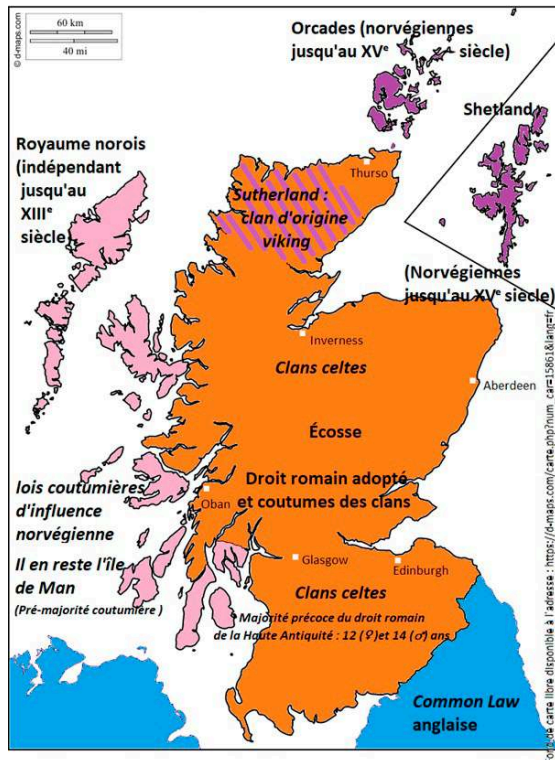 60 km
40 mi
© d-maps.com
Orcades (norvégiennes
jusqu'au XVᵉ siècle)
Shetland
(Norvégiennes
jusqu'au XVᵉ siècle)
Royaume norois
(indépendant
jusqu'au
XIIIᵉ
siècle)
Thurso
Sutherland :
clan d'origine
viking
Inverness
Clans celtes
Aberdeen
Écosse
Droit romain adopté
et coutumes des clans
lois coutumières
d'influence
norvégienne
Il en reste l'île
de Man
(Pré-majorité coutumière )
Oban
Glasgow
Edinburgh
Clans celtes
Majorité précoce du droit romain
de la Haute Antiquité : 12 (♀)et 14 (♂) ans
Common Law
anglaise
de carte libre disponible à l'adresse : https://d-maps.com/carte.php?num_car=15861&lang=fr